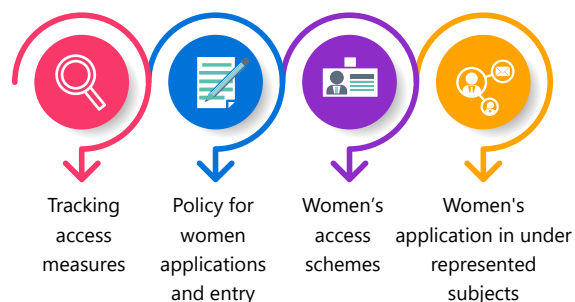 Tracking
access
measures
Policy for
women
applications
and entry
Women’s
access
schemes
Women's
application in under
represented
subjects